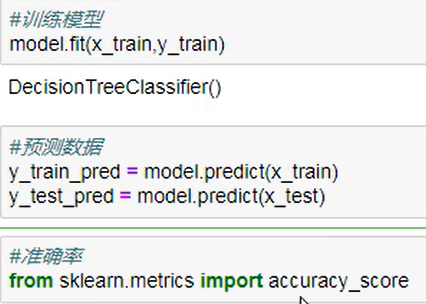 #训练模型
model.fit(x_train,y_train)
DecisionTreeClassifier()
#预测数据
y_train_pred = model.predict(x_train)
y_test_pred = model.predict(x_test)
#准确率
from sklearn.metrics import accuracy_score